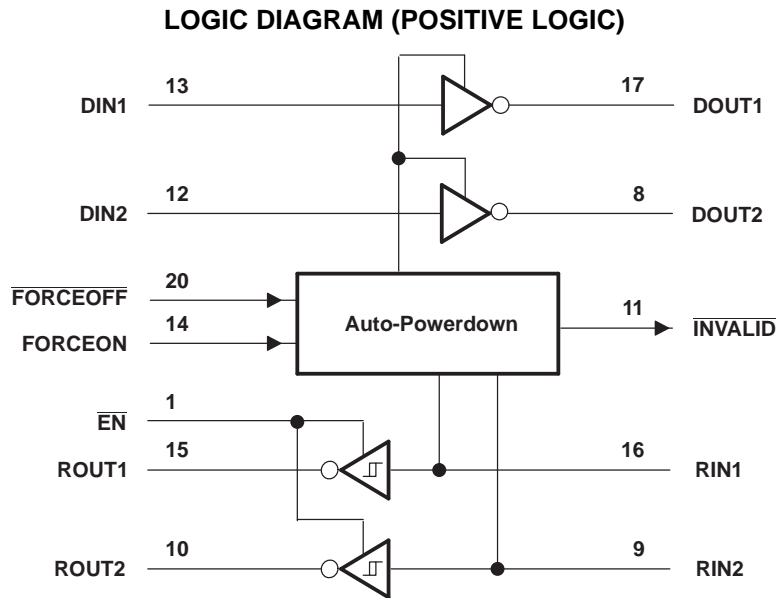 LOGIC DIAGRAM (POSITIVE LOGIC)
DIN1 13 17 DOUT1
DIN2 12 8 DOUT2
FORCEOFF 20
Auto-Powerdown
11 INVALID
FORCEON 14
EN 1
ROUT1 15 16 RIN1
ROUT2 10 9 RIN2